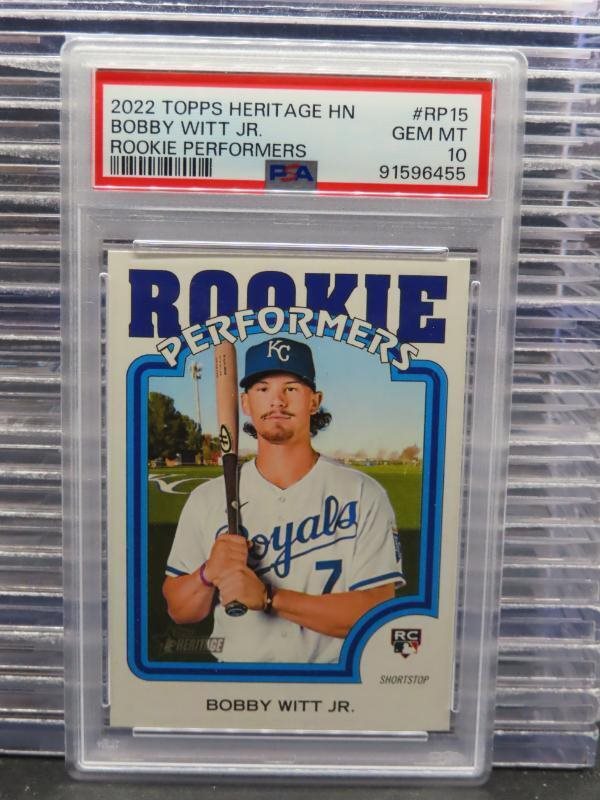 2022 TOPPS HERITAGE HN #RP15
BOBBY WITT JR. GEM MT
ROOKIE PERFORMERS 10
PSA 91596455
ROOKIE
PERFORMERS
KC
Royals
7
HERITAGE
RC
SHORTSTOP
BOBBY WITT JR.